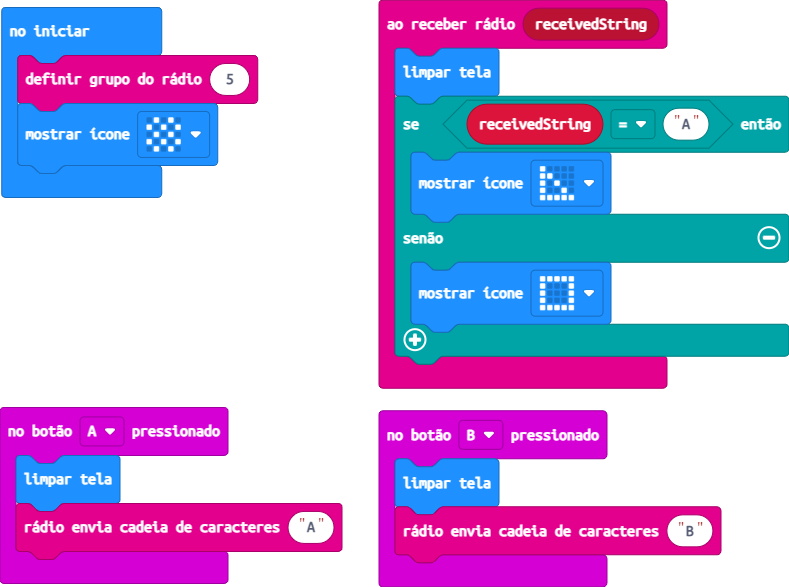 no iniciar
definir grupo do rádio 5
mostrar ícone
ao receber rádio receivedString
limpar tela
se receivedString = "A" então
mostrar ícone
senão
mostrar ícone
no botão A pressionado
limpar tela
rádio envia cadeia de caracteres "A"
no botão B pressionado
limpar tela
rádio envia cadeia de caracteres "B"